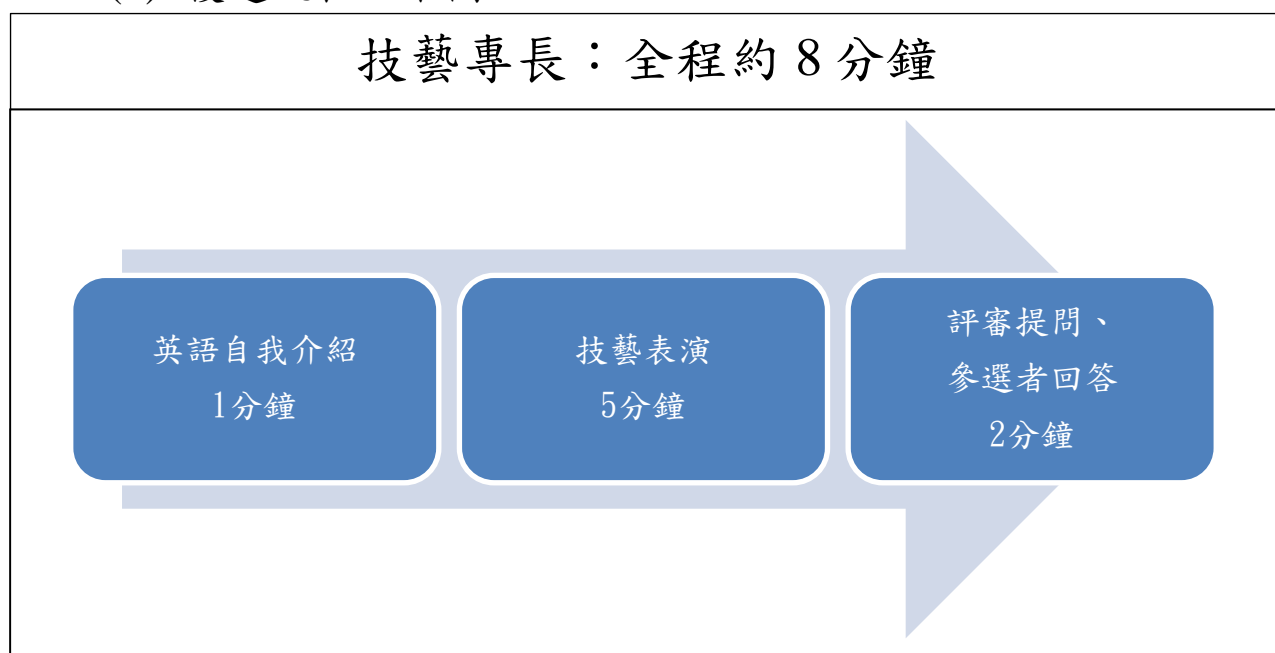 技藝專長：全程約 8 分鐘
英語自我介紹
1分鐘
技藝表演
5分鐘
評審提問、
參選者回答
2分鐘